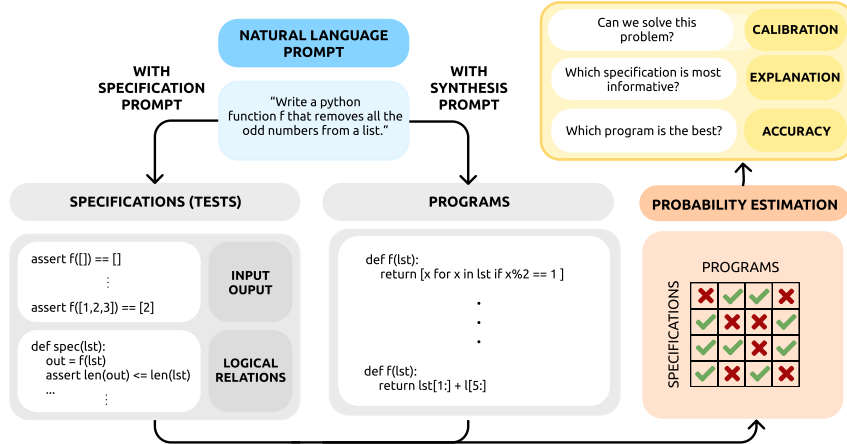 NATURAL LANGUAGE
PROMPT
WITH
SPECIFICATION
PROMPT
WITH
SYNTHESIS
PROMPT
“Write a python
function f that removes all the
odd numbers from a list.”
Can we solve this
problem?
CALIBRATION
Which specification is most
informative?
EXPLANATION
Which program is the best?
ACCURACY
SPECIFICATIONS (TESTS)
PROGRAMS
PROBABILITY ESTIMATION
assert f([]) == []
⋮
assert f([1,2,3]) == [2]
INPUT
OUPUT
def spec(lst):
out = f(lst)
assert len(out) <= len(lst)
...
⋮
LOGICAL
RELATIONS
def f(lst):
return [x for x in lst if x%2 == 1 ]
.
.
.
def f(lst):
return lst[1:] + l[5:]
PROGRAMS
SPECIFICATIONS